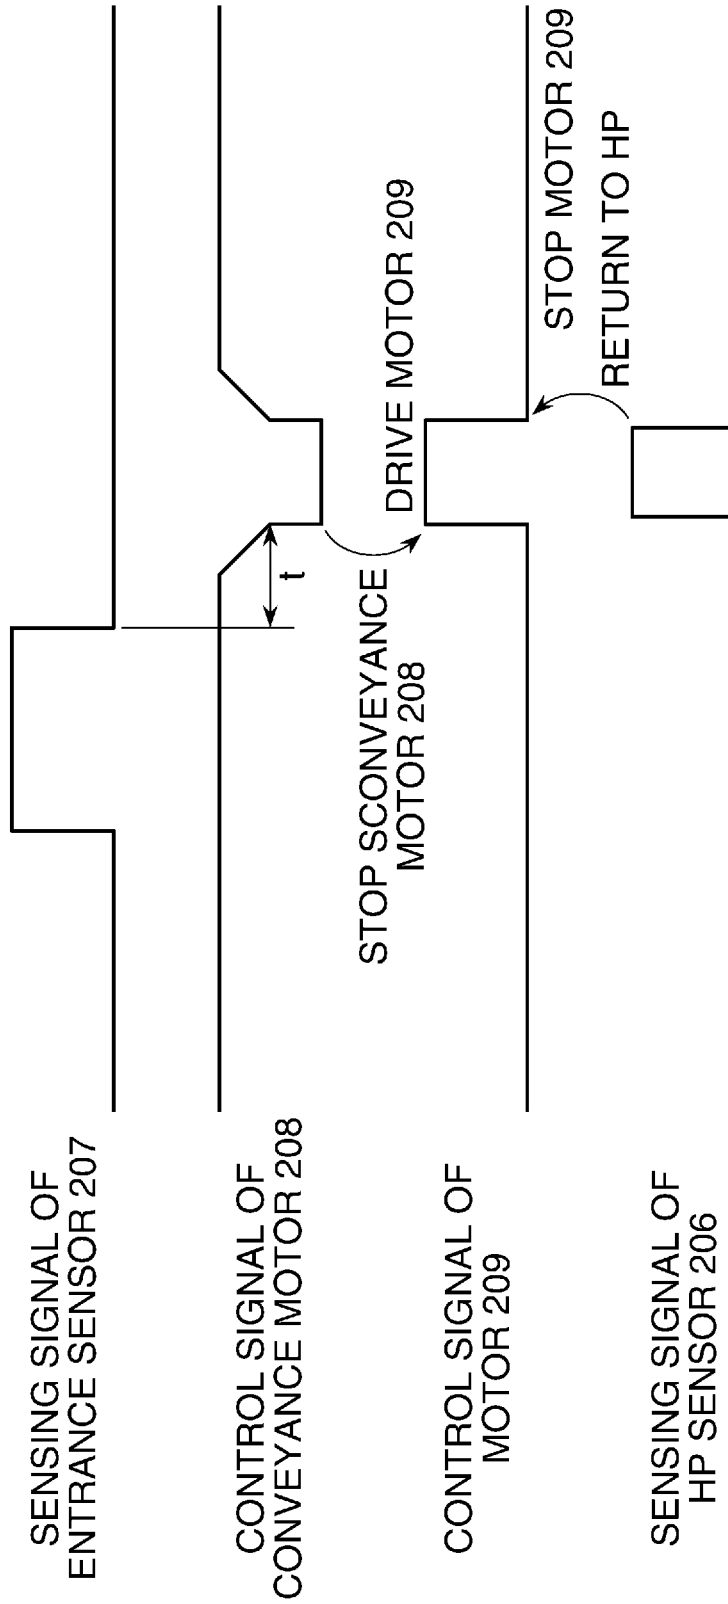 SENSING SIGNAL OF
ENTRANCE SENSOR 207
CONTROL SIGNAL OF
CONVEYANCE MOTOR 208
t
STOP SCONVEYANCE
MOTOR 208
DRIVE MOTOR 209
CONTROL SIGNAL OF
MOTOR 209
STOP MOTOR 209
RETURN TO HP
SENSING SIGNAL OF
HP SENSOR 206